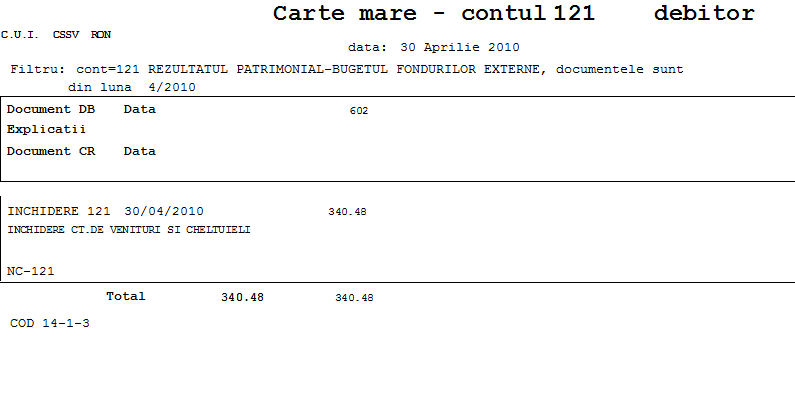 Carte mare - contul 121 debitor
C.U.I. CSSV RON
data: 30 Aprilie 2010
Filtru: cont=121 REZULTATUL PATRIMONIAL-BUGETUL FONDURILOR EXTERNE, documentele sunt
din luna 4/2010
Document DB Data 602
Explicatii
Document CR Data
INCHIDERE 121 30/04/2010 340.48
INCHIDERE CT.DE VENITURI SI CHELTUIELI
NC-121
Total 340.48 340.48
COD 14-1-3